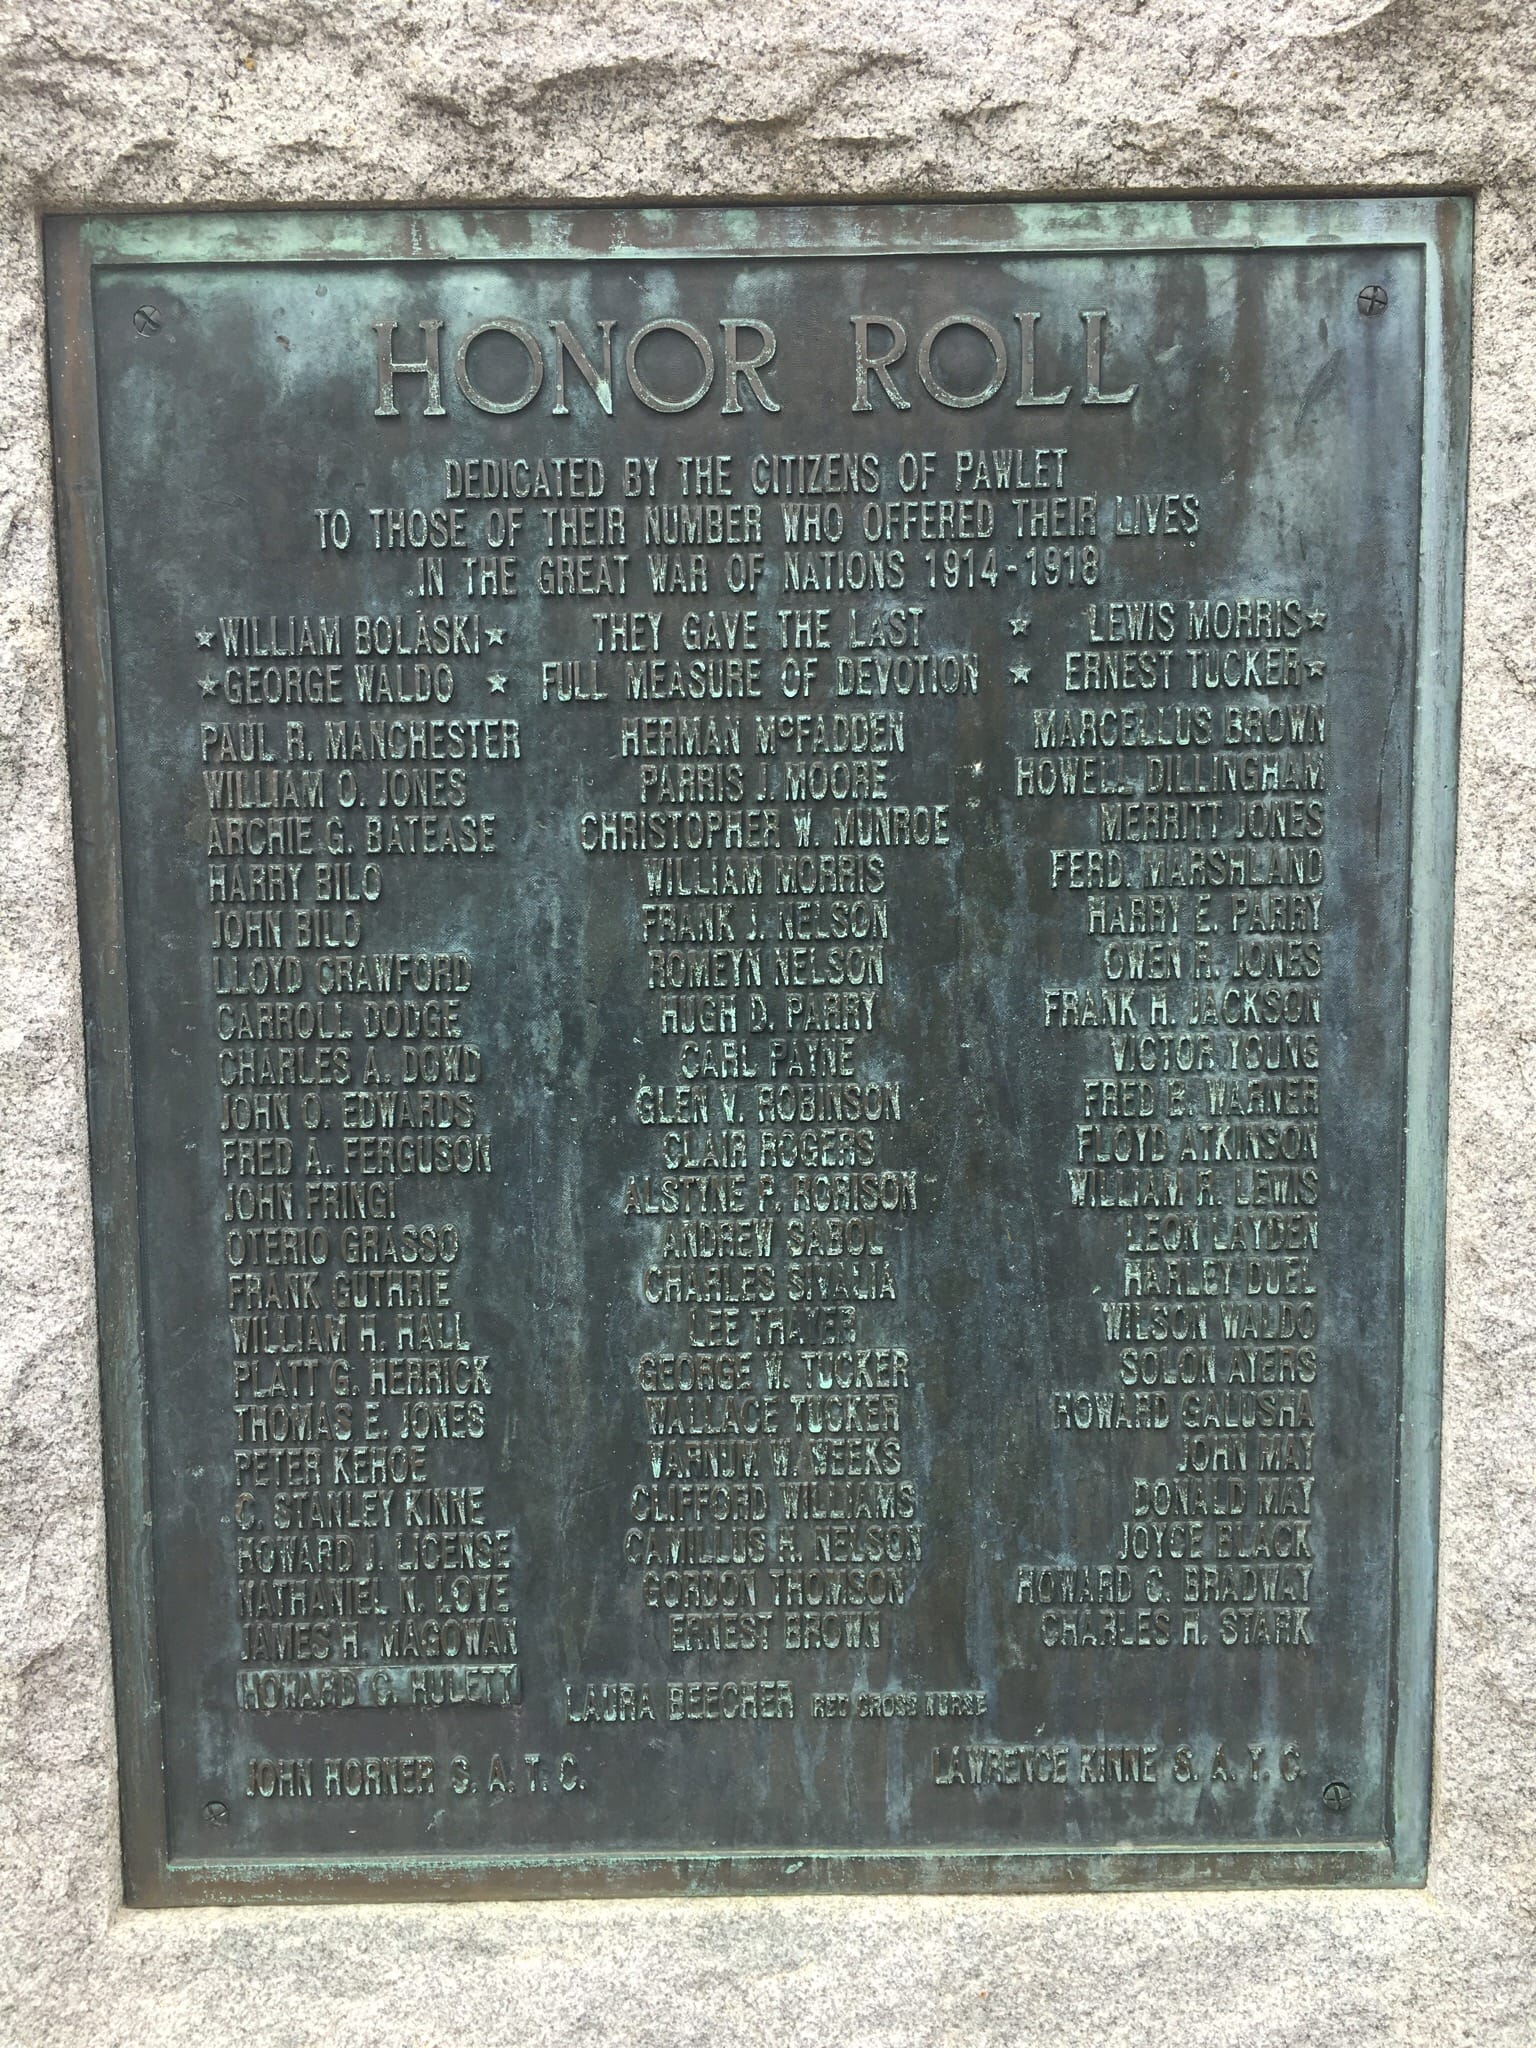 HONOR ROLL
DEDICATED BY THE CITIZENS OF PAWLET
TO THOSE OF THEIR NUMBER WHO OFFERED THEIR LIVES
IN THE GREAT WAR OF NATIONS 1914-1918
★WILLIAM BOLASKI★ THEY GAVE THE LAST ★ LEWIS MORRIS★
★GEORGE WALDO ★ FULL MEASURE OF DEVOTION ★ ERNEST TUCKER★
PAUL R. MANCHESTER
WILLIAM O. JONES
ARCHIE G. BATEASE
HARRY BILO
JOHN BILO
LLOYD CRAWFORD
CARROLL DODGE
CHARLES A. DOWD
JOHN O. EDWARDS
FRED A. FERGUSON
JOHN FRINGI
OTERIO GRASSO
FRANK GUTHRIE
WILLIAM H. HALL
PLATT G. HERRICK
THOMAS E. JONES
PETER KEHOE
C. STANLEY KINNE
HOWARD J. LICENSE
NATHANIEL N. LOVE
JAMES H. MAGOWAN
HOWARD C. HULETT
HERMAN McFADDEN
PARRIS J. MOORE
CHRISTOPHER W. MUNROE
WILLIAM MORRIS
FRANK J. NELSON
ROMEYN NELSON
HUGH D. PARRY
CARL PAYNE
GLEN V. ROBINSON
CLAIR ROGERS
ALSTYNE P. RORISON
ANDREW SABOL
CHARLES SIVALIA
LEE THAYER
GEORGE W. TUCKER
WALLACE TUCKER
VARNUM W. WEEKS
CLIFFORD WILLIAMS
CAMILLUS H. NELSON
GORDON THOMSON
ERNEST BROWN
MARCELLUS BROWN
HOWELL DILLINGHAM
MERRITT JONES
FERD. MARSHLAND
HARRY E. PARRY
OWEN R. JONES
FRANK H. JACKSON
VICTOR YOUNG
FRED B. WARNER
FLOYD ATKINSON
WILLIAM R. LEWIS
LEON LAYDEN
HARLEY DUEL
WILSON WALDO
SOLON AYERS
HOWARD GALUSHA
JOHN MAY
DONALD MAY
JOYCE BLACK
HOWARD C. BRADWAY
CHARLES H. STARK
LAURA BEECHER RED CROSS NURSE
JOHN HORNER S. A. T. C.
LAWRENCE KINNE S. A. T. C.